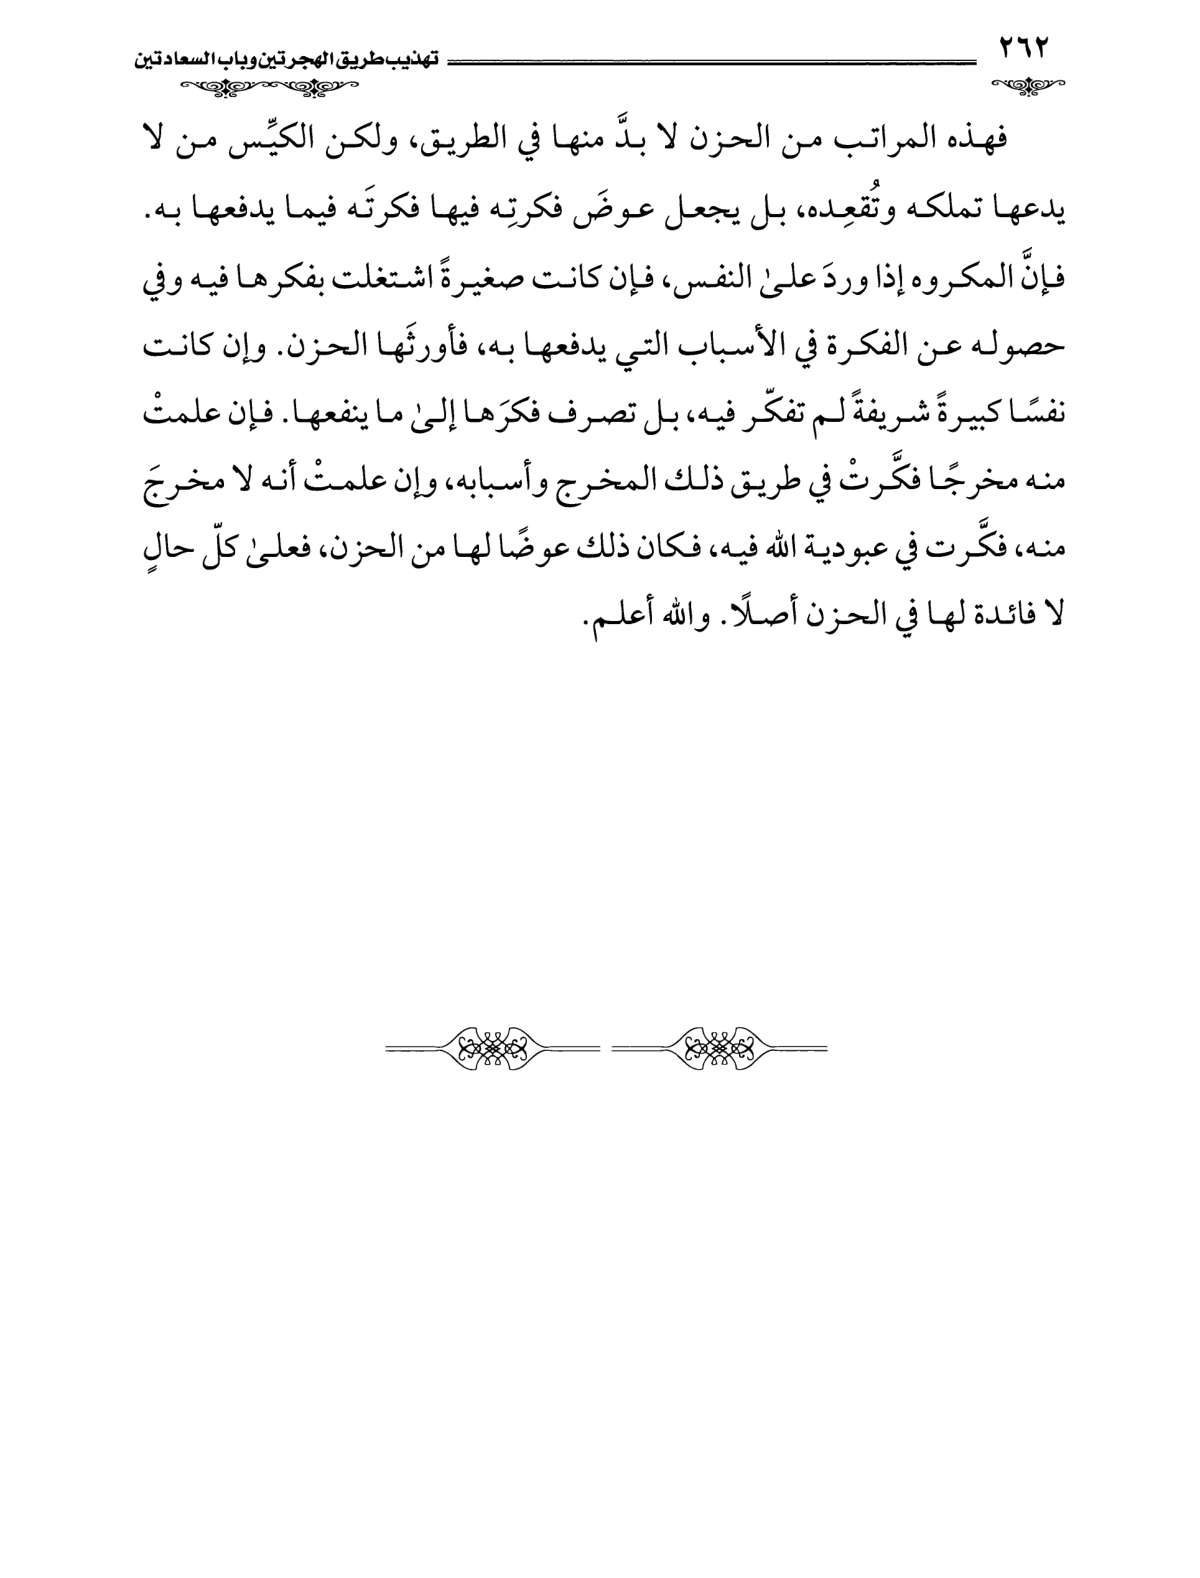 ٢٦٢
تهذيب طريق الهجرتين وباب السعادتين
فهذه المراتب من الحزن لا بدَّ منها في الطريق، ولكن الكيِّس من لا
يدعها تملكه وتُقعِده، بل يجعل عوضَ فكرتِه فيها فكرتَه فيما يدفعها به.
فإنَّ المكروه إذا وردَ علىٰ النفس، فإن كانت صغيرةً اشتغلت بفكرها فيه وفي
حصوله عن الفكرة في الأسباب التي يدفعها به، فأورثَها الحزن. وإن كانت
نفسًا كبيرةً شريفةً لم تفكّر فيه، بل تصرف فكرَها إلىٰ ما ينفعها. فإن علمتْ
منه مخرجًا فكَّرتْ في طريق ذلك المخرج وأسبابه، وإن علمتْ أنه لا مخرجَ
منه، فكَّرت في عبودية الله فيه، فكان ذلك عوضًا لها من الحزن، فعلىٰ كلّ حالٍ
لا فائدة لها في الحزن أصلًا. والله أعلم.